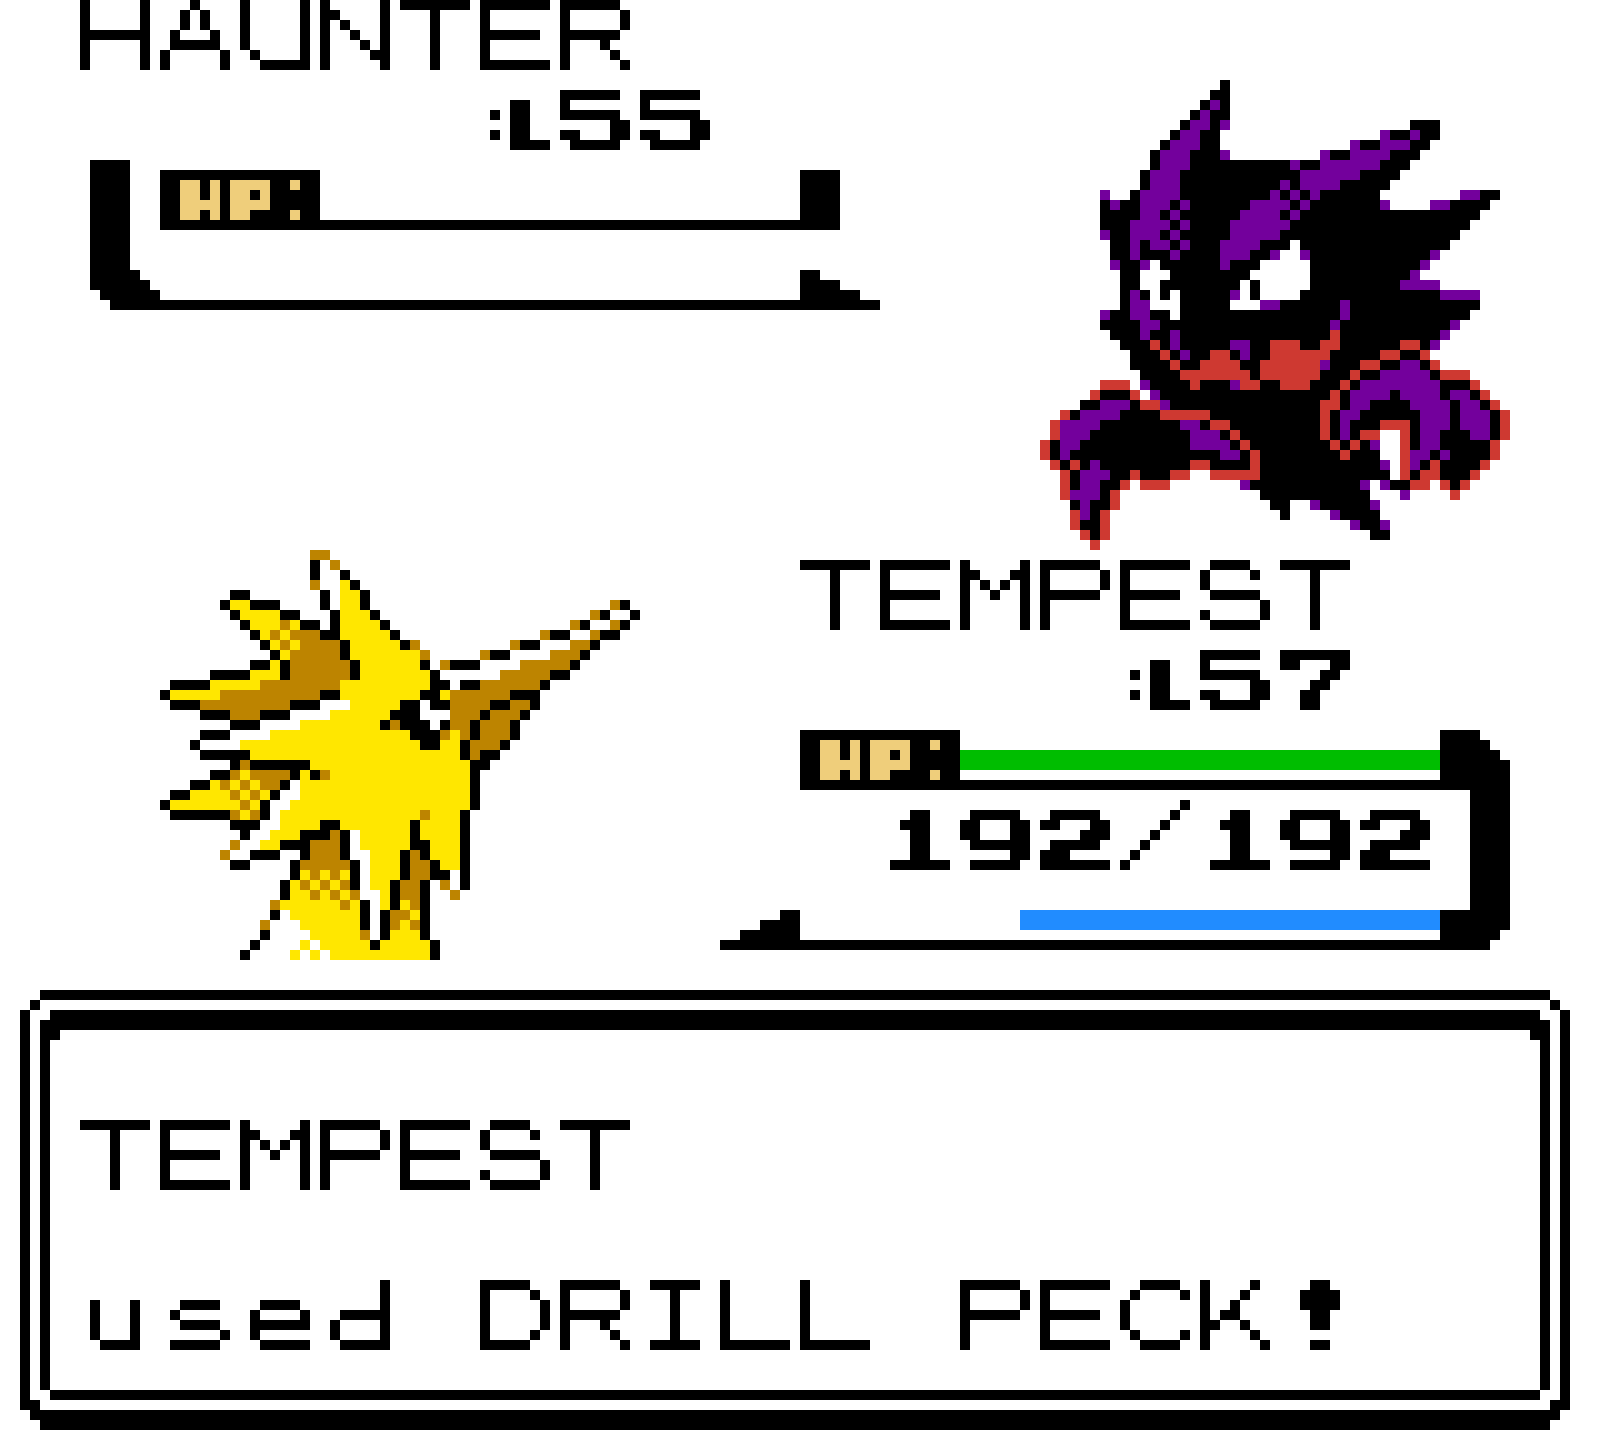 HAUNTER
:L55
HP:
TEMPEST
:L57
HP:
192/192
TEMPEST
used DRILL PECK!